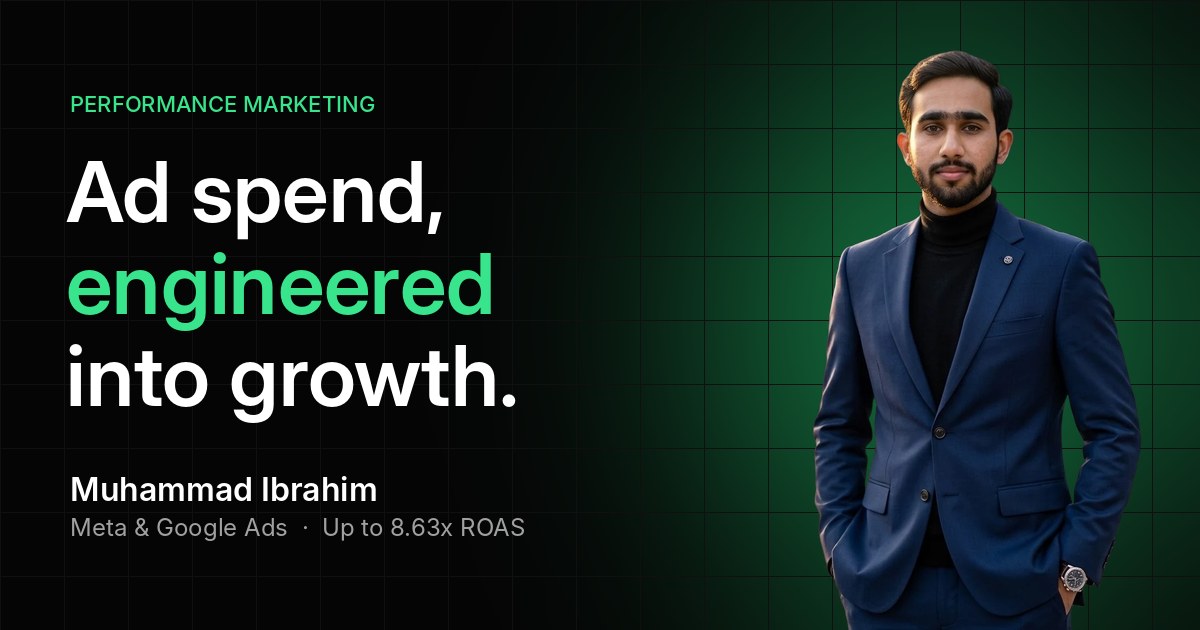 PERFORMANCE MARKETING
Ad spend,
engineered
into growth.
Muhammad Ibrahim
Meta & Google Ads · Up to 8.63x ROAS